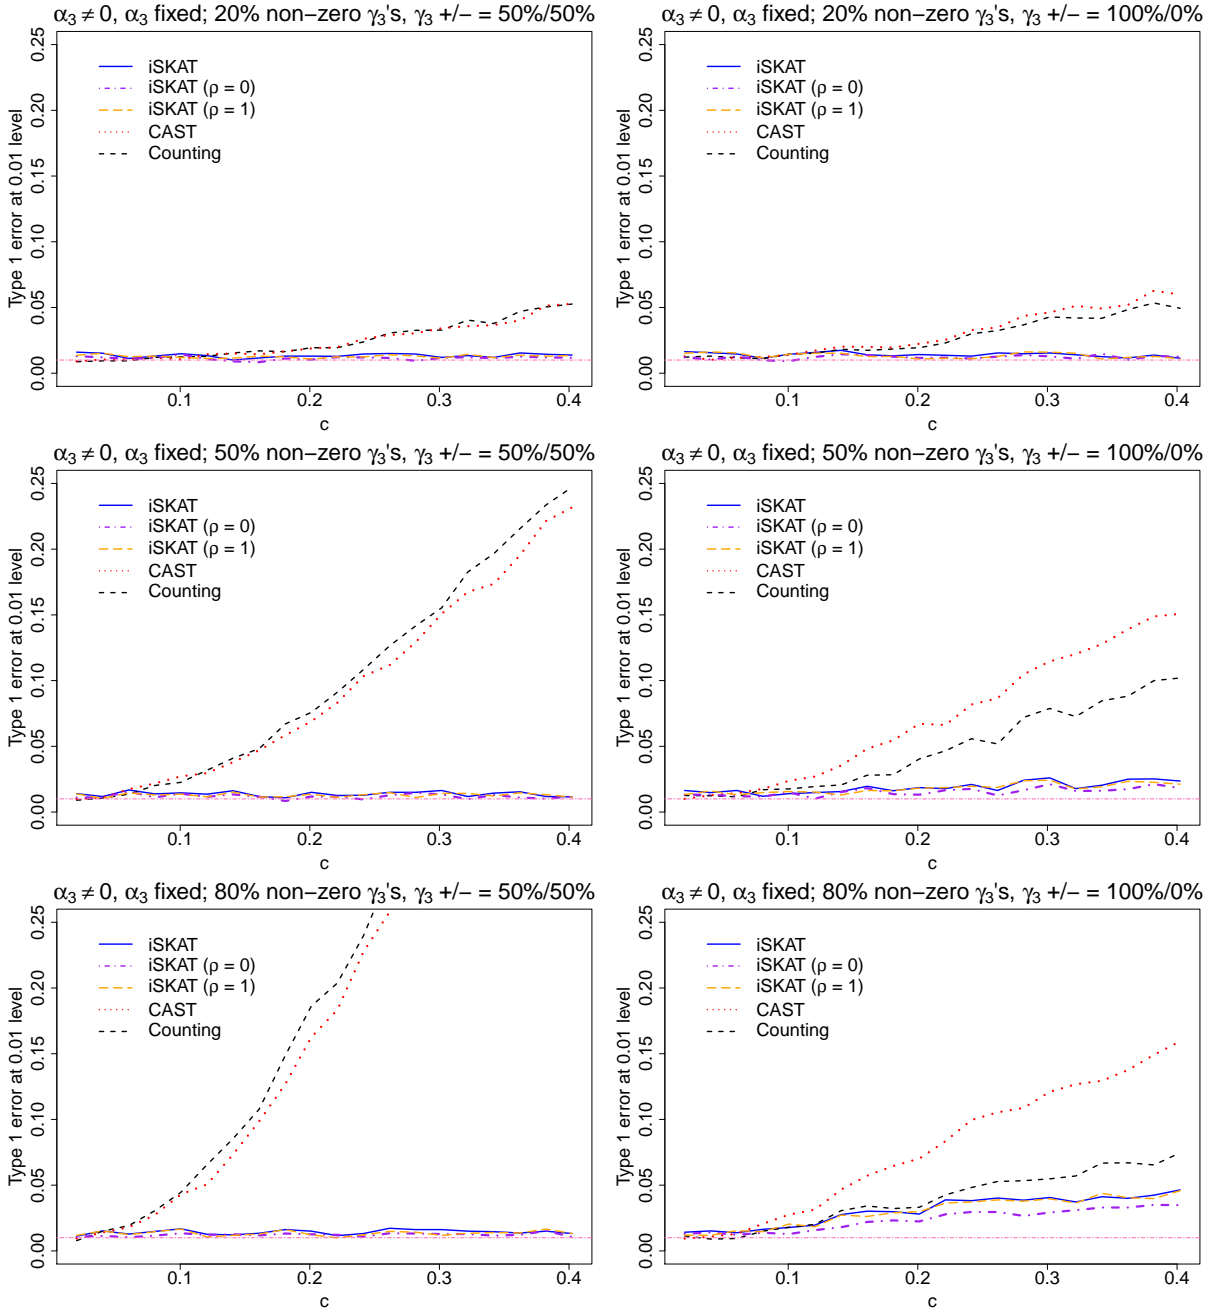 α₃ ≠ 0, α₃ fixed; 20% non−zero γ₃'s, γ₃ +/− = 50%/50%
Type 1 error at 0.01 level
0.25
0.20
0.15
0.10
0.05
0.00
iSKAT
iSKAT (ρ = 0)
iSKAT (ρ = 1)
CAST
Counting
0.1 0.2 0.3 0.4
c
α₃ ≠ 0, α₃ fixed; 20% non−zero γ₃'s, γ₃ +/− = 100%/0%
Type 1 error at 0.01 level
0.25
0.20
0.15
0.10
0.05
0.00
iSKAT
iSKAT (ρ = 0)
iSKAT (ρ = 1)
CAST
Counting
0.1 0.2 0.3 0.4
c
α₃ ≠ 0, α₃ fixed; 50% non−zero γ₃'s, γ₃ +/− = 50%/50%
Type 1 error at 0.01 level
0.25
0.20
0.15
0.10
0.05
0.00
iSKAT
iSKAT (ρ = 0)
iSKAT (ρ = 1)
CAST
Counting
0.1 0.2 0.3 0.4
c
α₃ ≠ 0, α₃ fixed; 50% non−zero γ₃'s, γ₃ +/− = 100%/0%
Type 1 error at 0.01 level
0.25
0.20
0.15
0.10
0.05
0.00
iSKAT
iSKAT (ρ = 0)
iSKAT (ρ = 1)
CAST
Counting
0.1 0.2 0.3 0.4
c
α₃ ≠ 0, α₃ fixed; 80% non−zero γ₃'s, γ₃ +/− = 50%/50%
Type 1 error at 0.01 level
0.25
0.20
0.15
0.10
0.05
0.00
iSKAT
iSKAT (ρ = 0)
iSKAT (ρ = 1)
CAST
Counting
0.1 0.2 0.3 0.4
c
α₃ ≠ 0, α₃ fixed; 80% non−zero γ₃'s, γ₃ +/− = 100%/0%
Type 1 error at 0.01 level
0.25
0.20
0.15
0.10
0.05
0.00
iSKAT
iSKAT (ρ = 0)
iSKAT (ρ = 1)
CAST
Counting
0.1 0.2 0.3 0.4
c